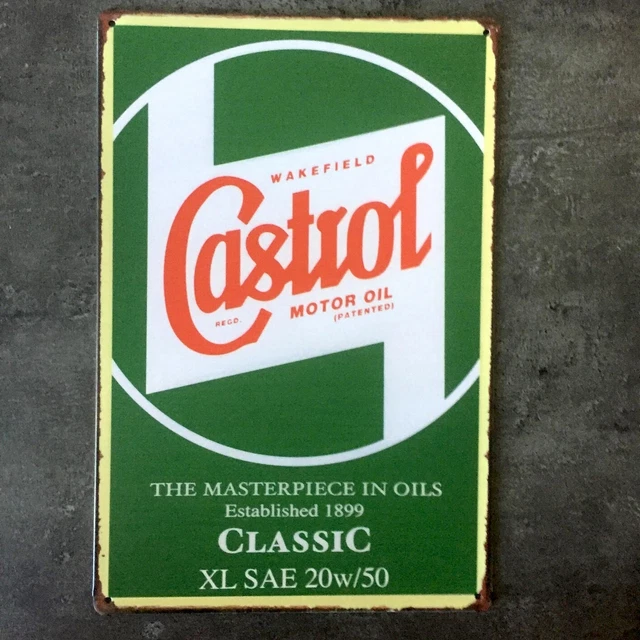 WAKEFIELD
Castrol
REGD.
MOTOR OIL
(PATENTED)
THE MASTERPIECE IN OILS
Established 1899
CLASSIC
XL SAE 20w/50